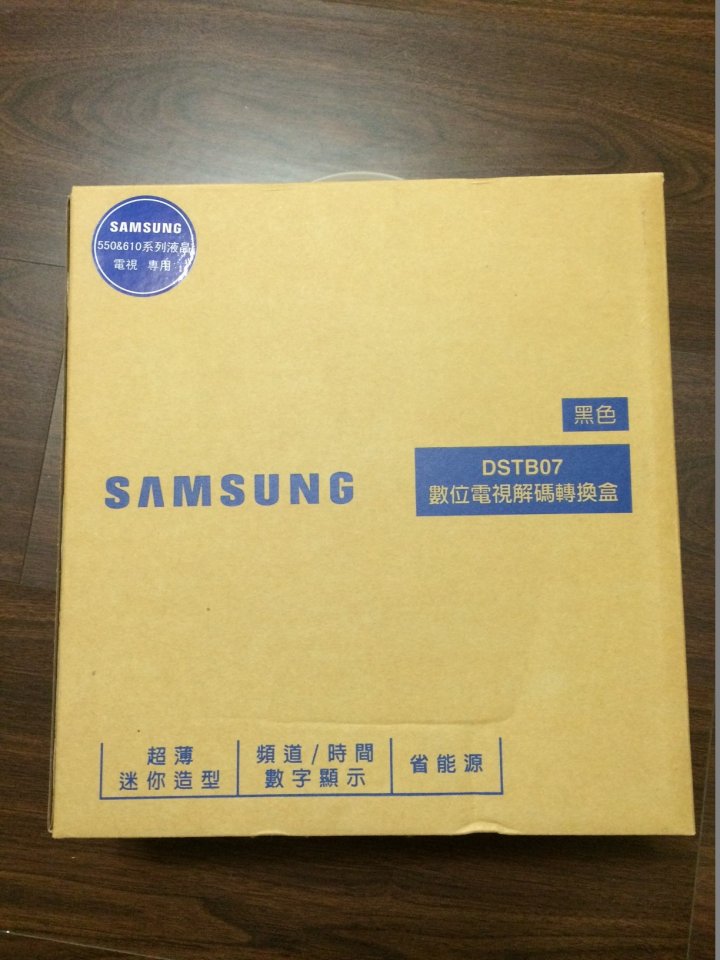 SAMSUNG
550&610系列液晶
電視 專用
黑色
DSTB07
數位電視解碼轉換盒
SAMSUNG
超薄
迷你造型
頻道/時間
數字顯示
省能源